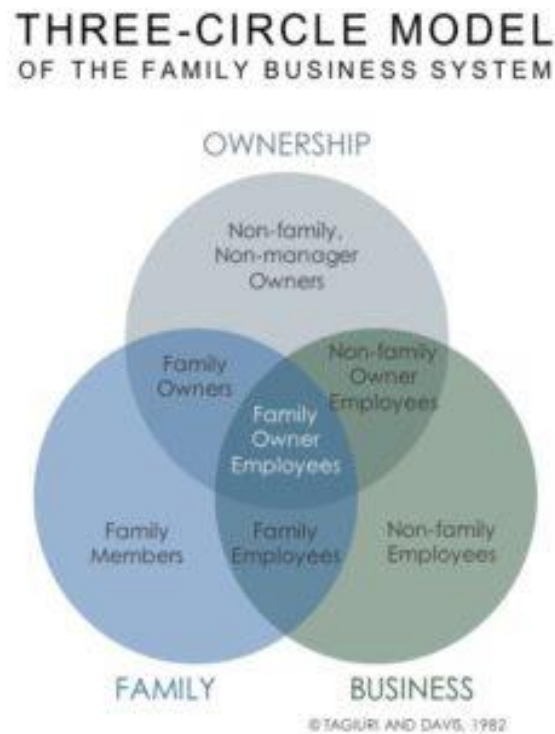 THREE-CIRCLE MODEL
OF THE FAMILY BUSINESS SYSTEM
OWNERSHIP
Non-family,
Non-manager
Owners
Family
Owners
Non-family
Owner
Employees
Family
Owner
Employees
Family
Members
Family
Employees
Non-family
Employees
FAMILY
BUSINESS
© TAGIURI AND DAVIS, 1982